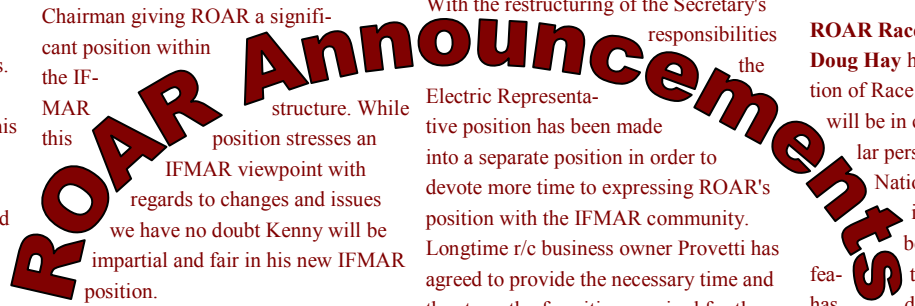 ROAR Announcements
s.
his
d
Chairman giving ROAR a signifi-
cant position within
the IF-
MAR structure. While
this position stresses an
IFMAR viewpoint with
regards to changes and issues
we have no doubt Kenny will be
impartial and fair in his new IFMAR
position.
With the restructuring of the Secretary's
responsibilities
the
Electric Representa-
tive position has been made
into a separate position in order to
devote more time to expressing ROAR's
position with the IFMAR community.
Longtime r/c business owner Provetti has
agreed to provide the necessary time and
ROAR Race
Doug Hay h
tion of Race
will be in c
lar pers
Natio
i
be
fea- t
has